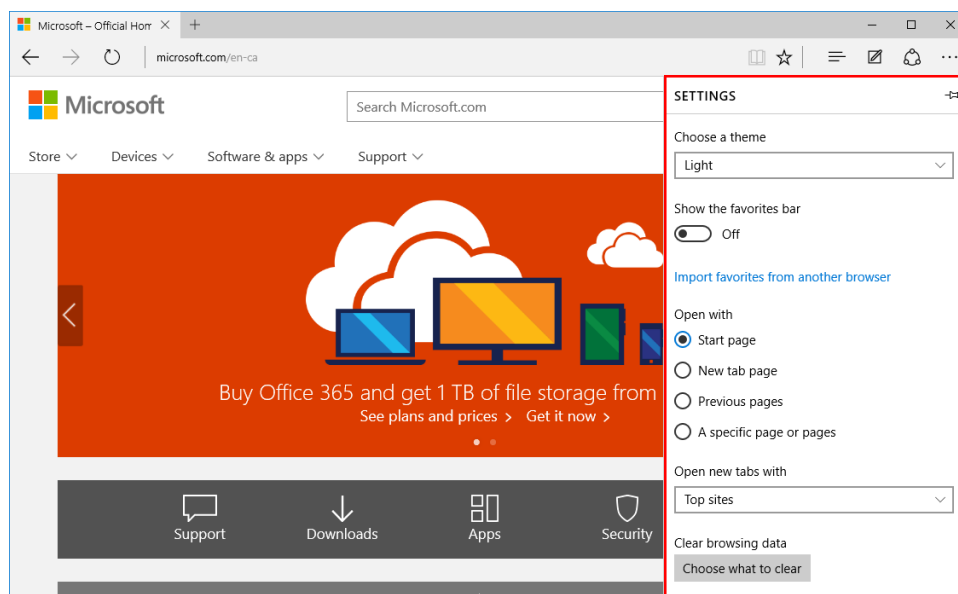 Microsoft – Official Hom
microsoft.com/en-ca
Microsoft
Search Microsoft.com
Store Devices Software & apps Support
Buy Office 365 and get 1 TB of file storage from
See plans and prices > Get it now >
Support Downloads Apps Security
SETTINGS
Choose a theme
Light
Show the favorites bar
Off
Import favorites from another browser
Open with
Start page
New tab page
Previous pages
A specific page or pages
Open new tabs with
Top sites
Clear browsing data
Choose what to clear